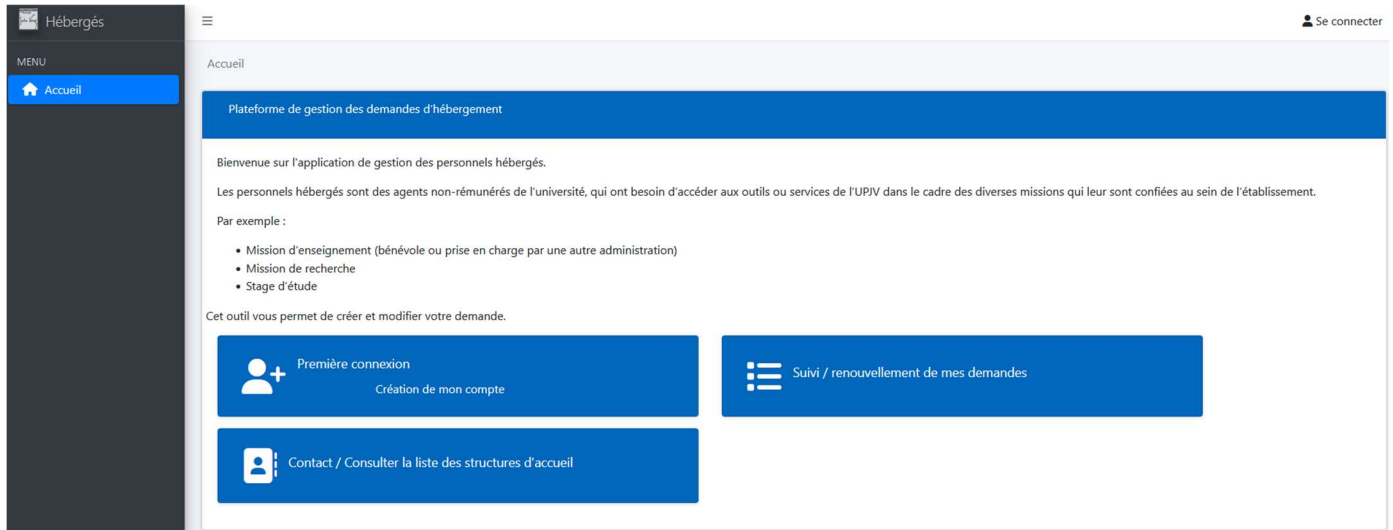 Hébergés
Se connecter
MENU
Accueil
Accueil
Plateforme de gestion des demandes d'hébergement
Bienvenue sur l'application de gestion des personnels hébergés.
Les personnels hébergés sont des agents non-rémunérés de l'université, qui ont besoin d'accéder aux outils ou services de l'UPJV dans le cadre des diverses missions qui leur sont confiées au sein de l'établissement.
Par exemple :
• Mission d'enseignement (bénévole ou prise en charge par une autre administration)
• Mission de recherche
• Stage d'étude
Cet outil vous permet de créer et modifier votre demande.
Première connexion
Création de mon compte
Suivi / renouvellement de mes demandes
Contact / Consulter la liste des structures d'accueil